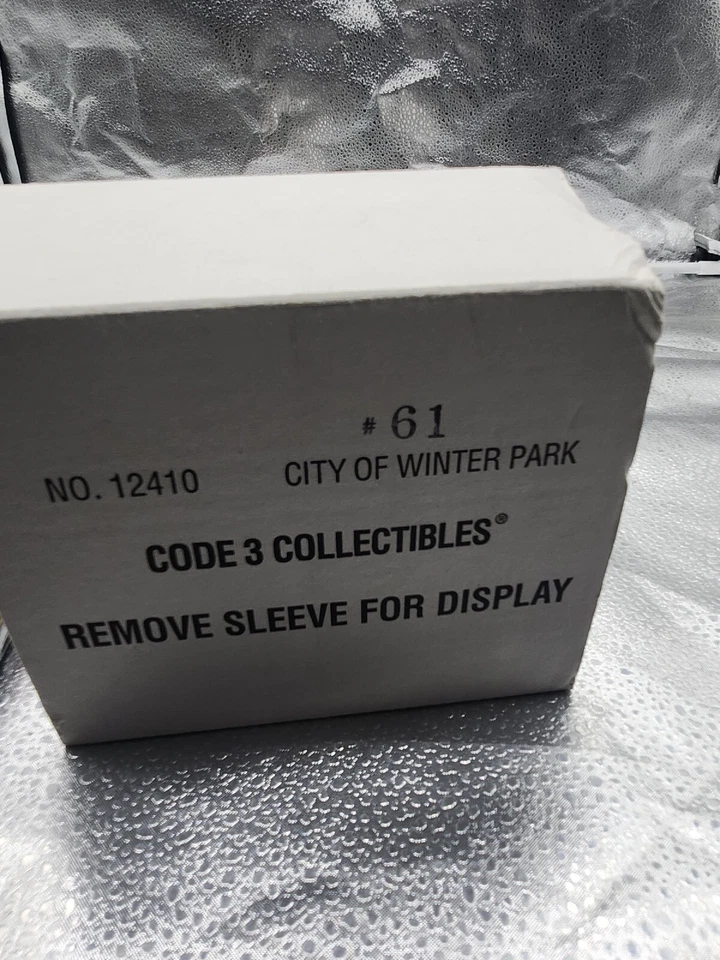 # 61
NO. 12410 CITY OF WINTER PARK
CODE 3 COLLECTIBLES®
REMOVE SLEEVE FOR DISPLAY